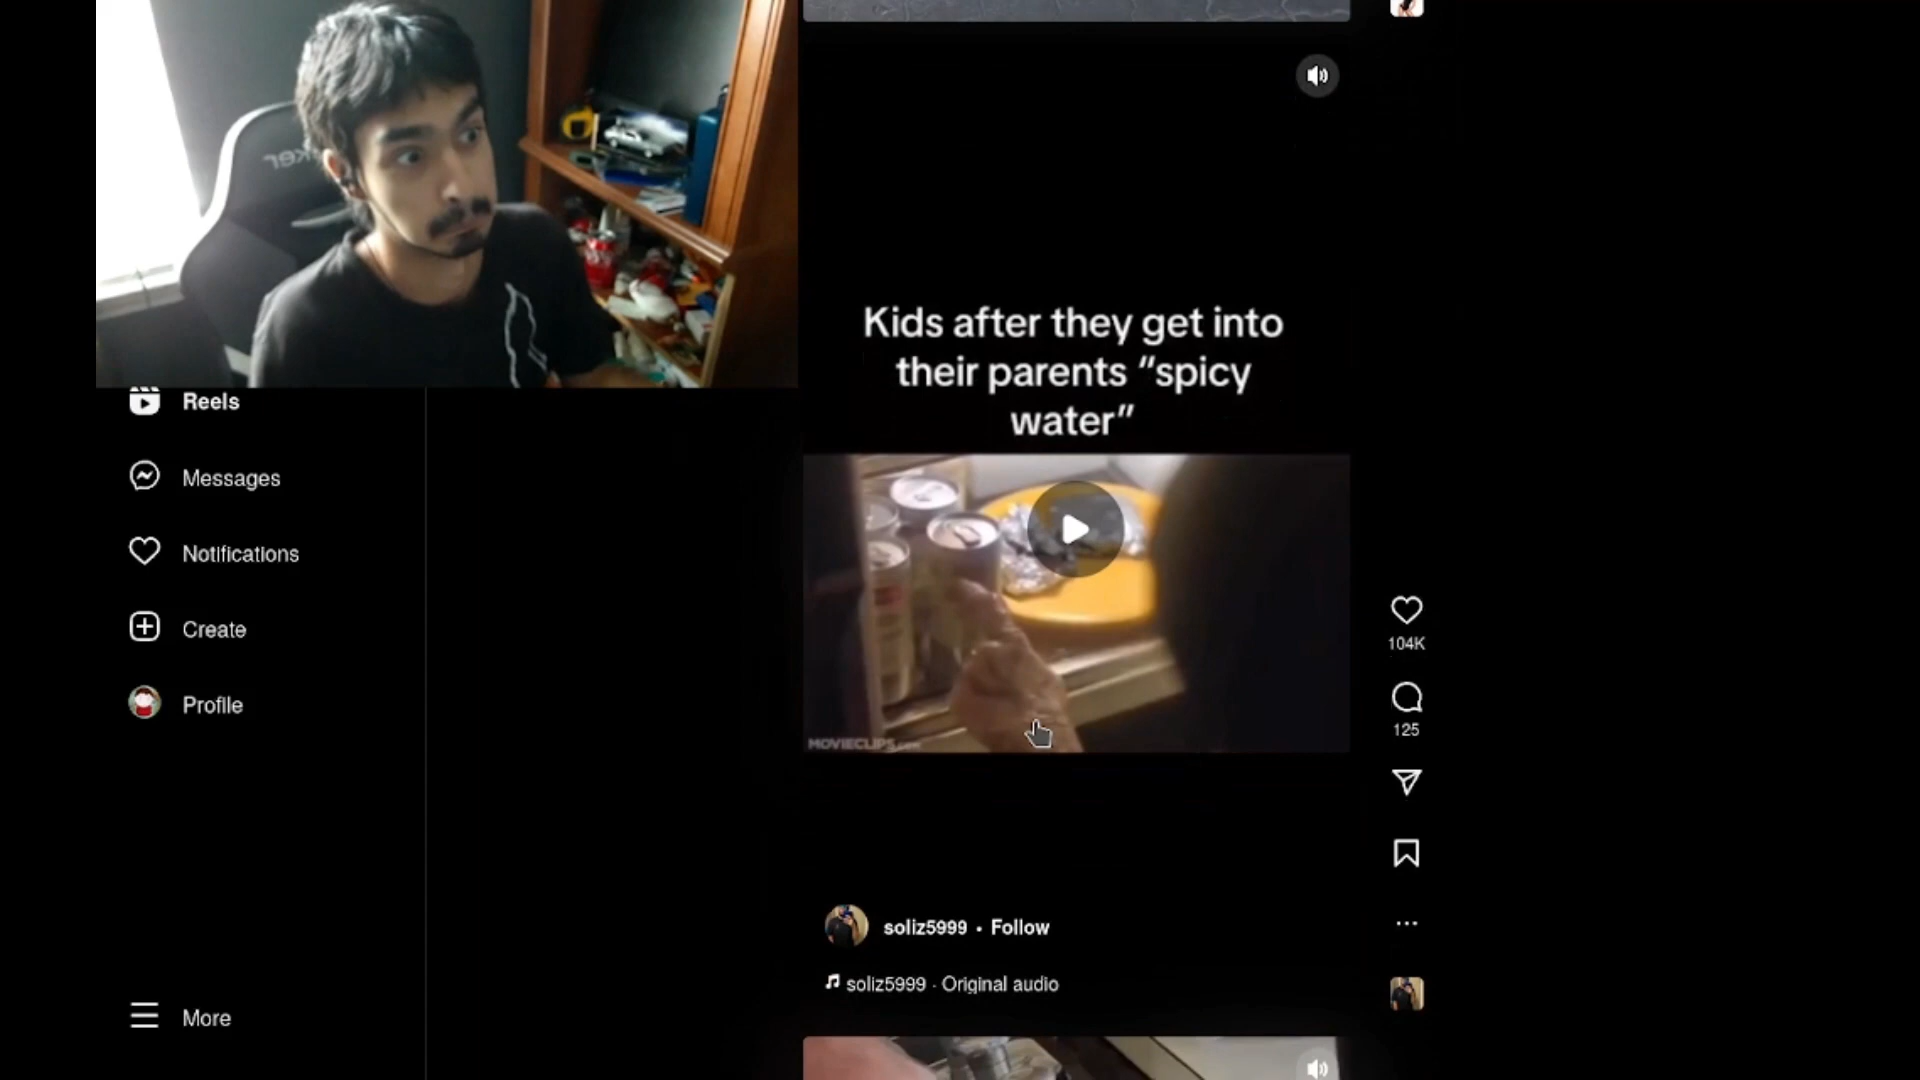 Kids after they get into
their parents “spicy
water”
MOVIECLIPS.com
Reels
Messages
Notifications
Create
Profile
More
104K
125
soliz5999 • Follow
soliz5999 · Original audio